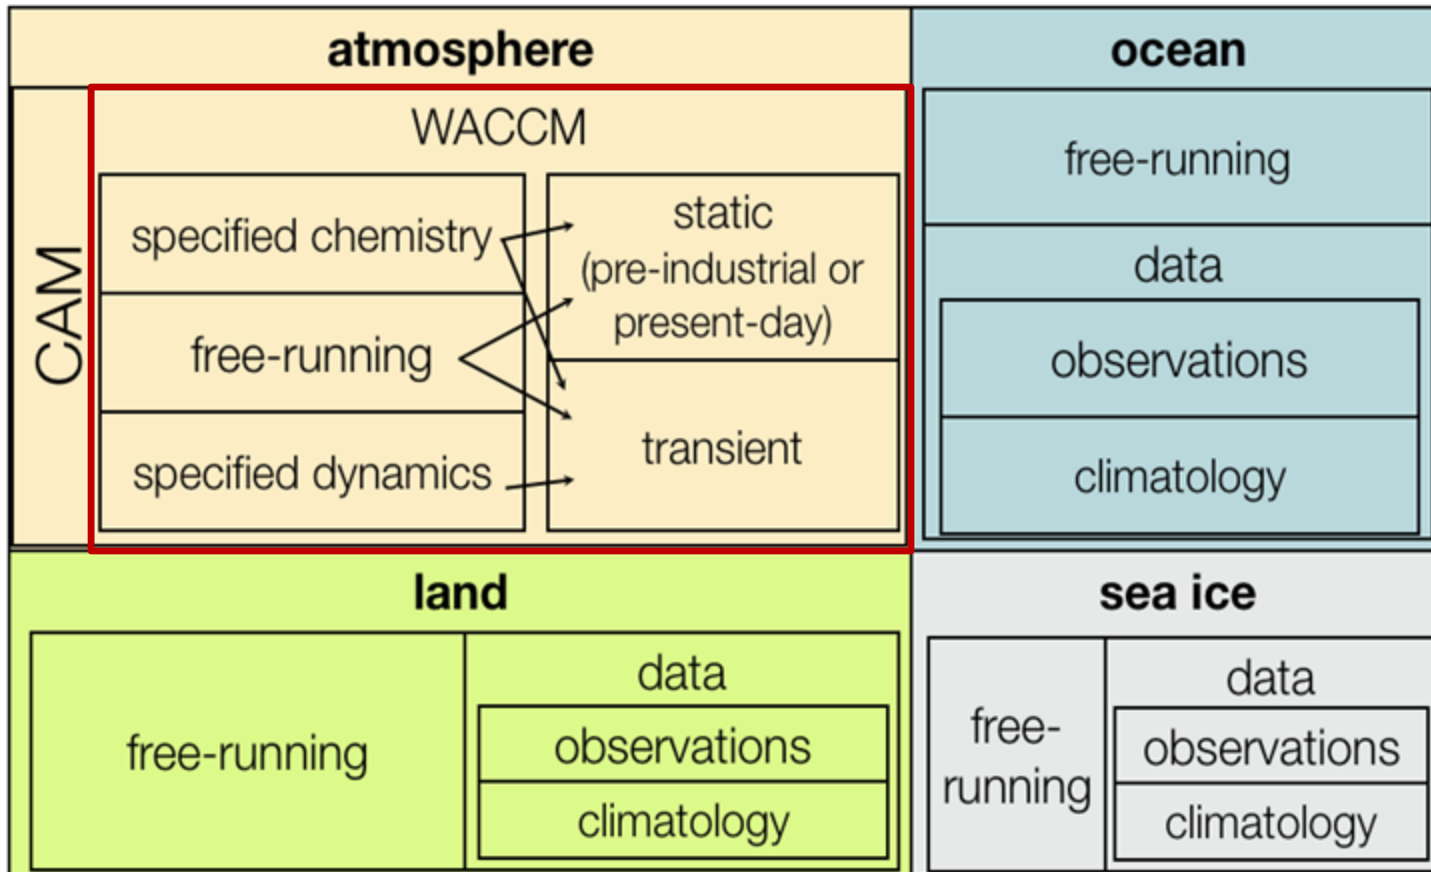 atmosphere
CAM
WACCM
specified chemistry
free-running
specified dynamics
static
(pre-industrial or
present-day)
transient
ocean
free-running
data
observations
climatology
land
free-running
data
observations
climatology
sea ice
free-
running
data
observations
climatology